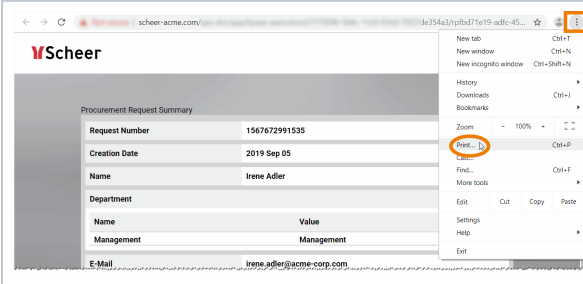 scheer-acme.com/ de354a3/rpfbd71e19-adfc-45...
New tab Ctrl+T
New window Ctrl+N
New incognito window Ctrl+Shift+N
History
Downloads Ctrl+J
Bookmarks
Zoom - 100% +
Print... Ctrl+P
Cast...
Find... Ctrl+F
More tools
Edit Cut Copy Paste
Settings
Help
Exit
Scheer
Procurement Request Summary
Request Number 1567672991535
Creation Date 2019 Sep 05
Name Irene Adler
Department
Name Value
Management Management
E-Mail irene.adler@acme-corp.com